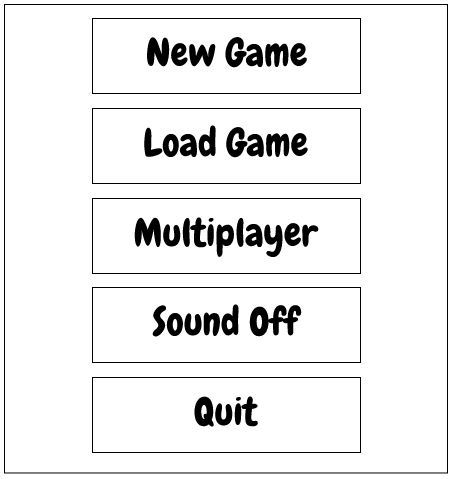 New Game
Load Game
Multiplayer
Sound Off
Quit